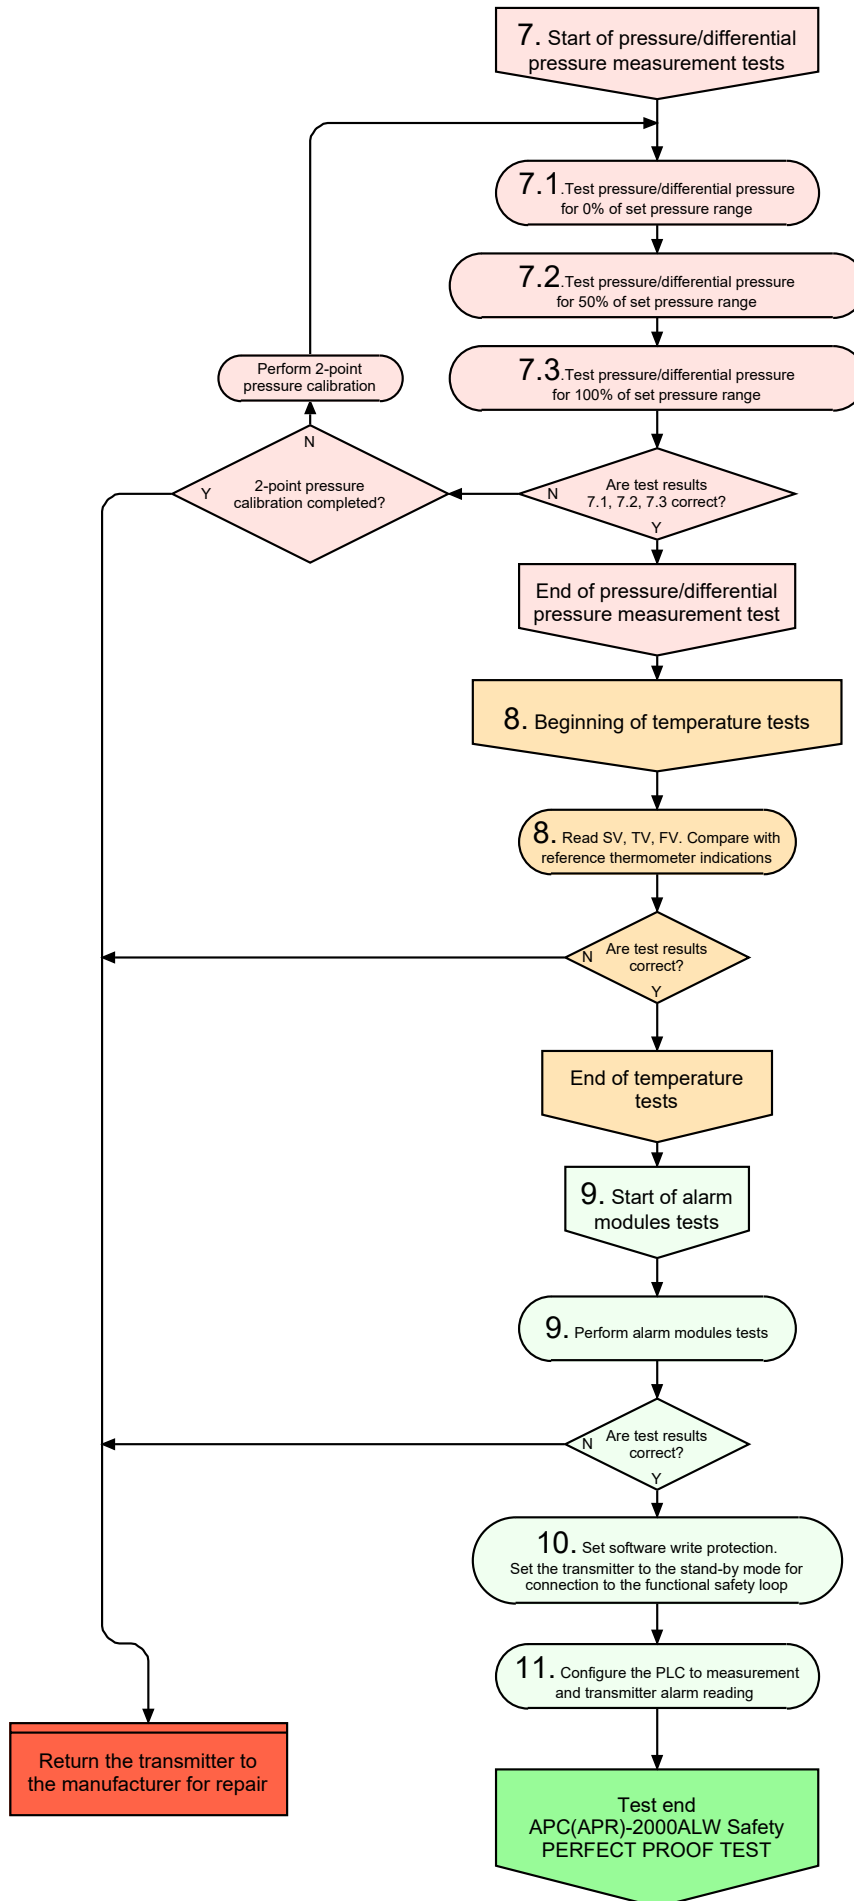 7. Start of pressure/differential
pressure measurement tests
7.1.Test pressure/differential pressure
for 0% of set pressure range
7.2.Test pressure/differential pressure
for 50% of set pressure range
7.3.Test pressure/differential pressure
for 100% of set pressure range
Perform 2-point
pressure calibration
N
Y
2-point pressure
calibration completed?
N
Are test results
7.1, 7.2, 7.3 correct?
Y
End of pressure/differential
pressure measurement test
8. Beginning of temperature tests
8. Read SV, TV, FV. Compare with
reference thermometer indications
N
Are test results
correct?
Y
End of temperature
tests
9. Start of alarm
modules tests
9. Perform alarm modules tests
N
Are test results
correct?
Y
10. Set software write protection.
Set the transmitter to the stand-by mode for
connection to the functional safety loop
11. Configure the PLC to measurement
and transmitter alarm reading
Return the transmitter to
the manufacturer for repair
Test end
APC(APR)-2000ALW Safety
PERFECT PROOF TEST